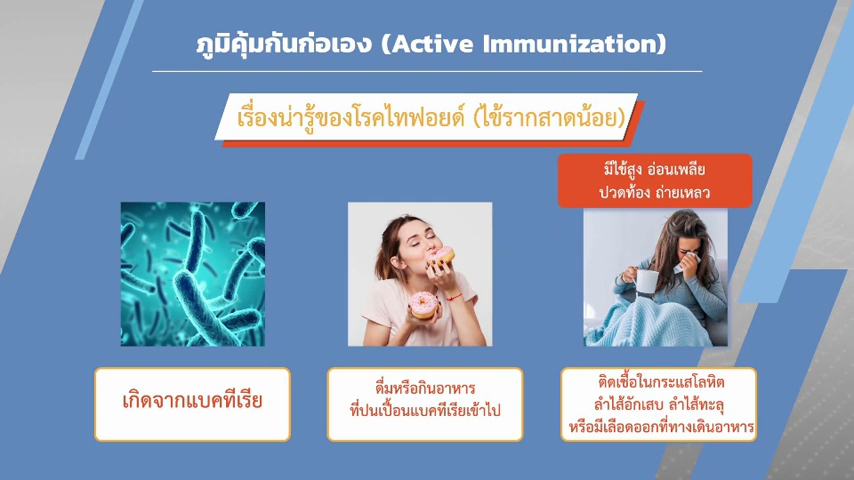 ภูมิคุ้มกันก่อเอง (Active Immunization)
เรื่องน่ารู้ของโรคไทฟอยด์ (ไข้รากสาดน้อย)
มีไข้สูง อ่อนเพลีย
ปวดท้อง ถ่ายเหลว
เกิดจากแบคทีเรีย
ดื่มหรือกินอาหาร
ที่ปนเปื้อนแบคทีเรียเข้าไป
ติดเชื้อในกระแสโลหิต
ลำไส้อักเสบ ลำไส้ทะลุ
หรือมีเลือดออกที่ทางเดินอาหาร